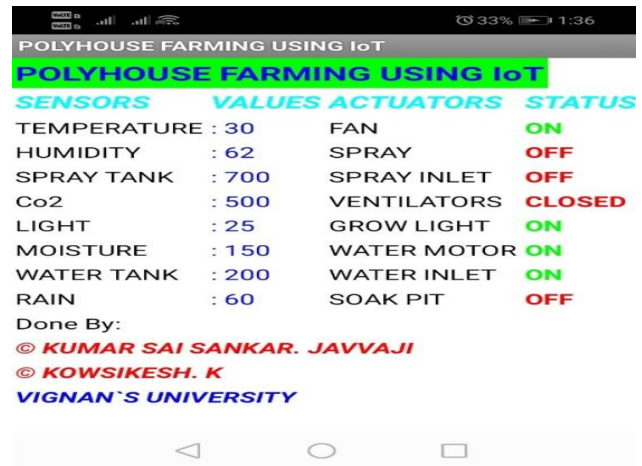 VoLTE VoLTE 33% 1:36
POLYHOUSE FARMING USING IoT
POLYHOUSE FARMING USING IoT
SENSORS VALUES ACTUATORS STATUS
TEMPERATURE : 30 FAN ON
HUMIDITY : 62 SPRAY OFF
SPRAY TANK : 700 SPRAY INLET OFF
Co2 : 500 VENTILATORS CLOSED
LIGHT : 25 GROW LIGHT ON
MOISTURE : 150 WATER MOTOR ON
WATER TANK : 200 WATER INLET ON
RAIN : 60 SOAK PIT OFF
Done By:
© KUMAR SAI SANKAR. JAVVAJI
© KOWSIKESH. K
VIGNAN`S UNIVERSITY